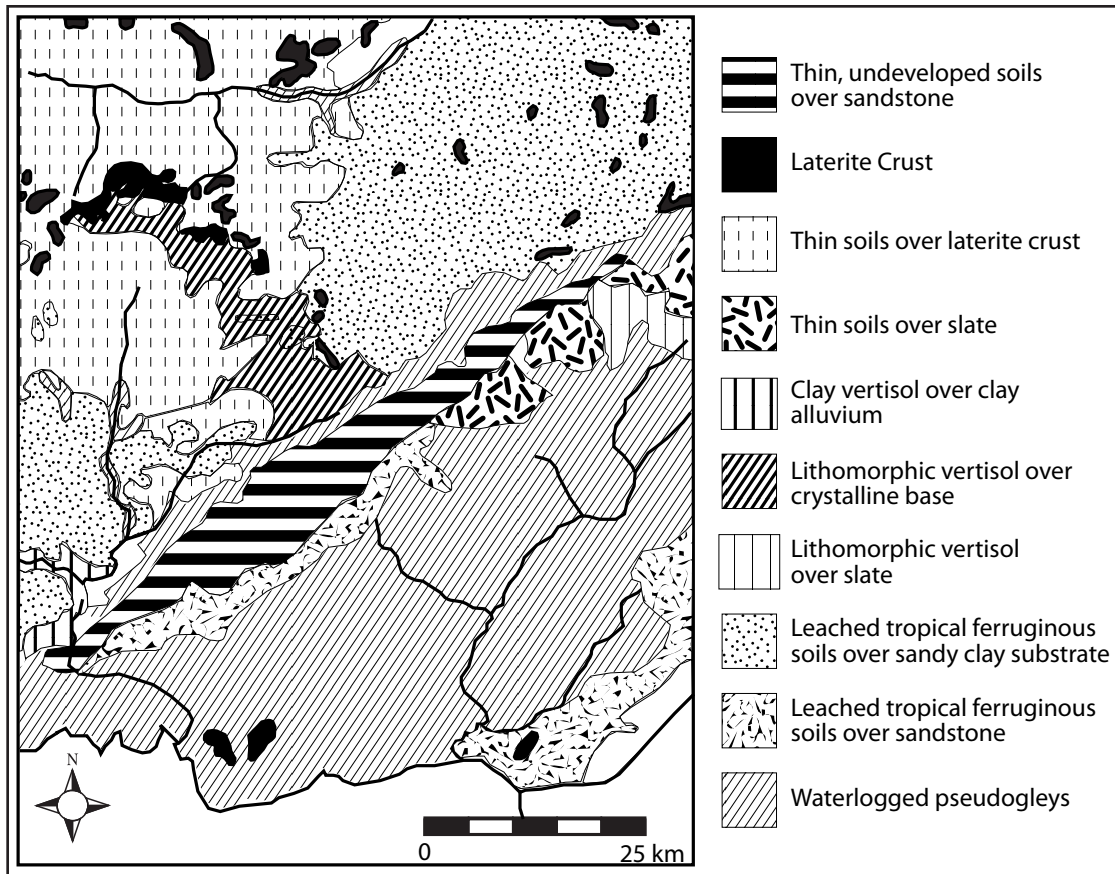 Thin, undeveloped soils
over sandstone
Laterite Crust
Thin soils over laterite crust
Thin soils over slate
Clay vertisol over clay
alluvium
Lithomorphic vertisol over
crystalline base
Lithomorphic vertisol
over slate
Leached tropical ferruginous
soils over sandy clay substrate
Leached tropical ferruginous
soils over sandstone
Waterlogged pseudogleys
N
0 25 km